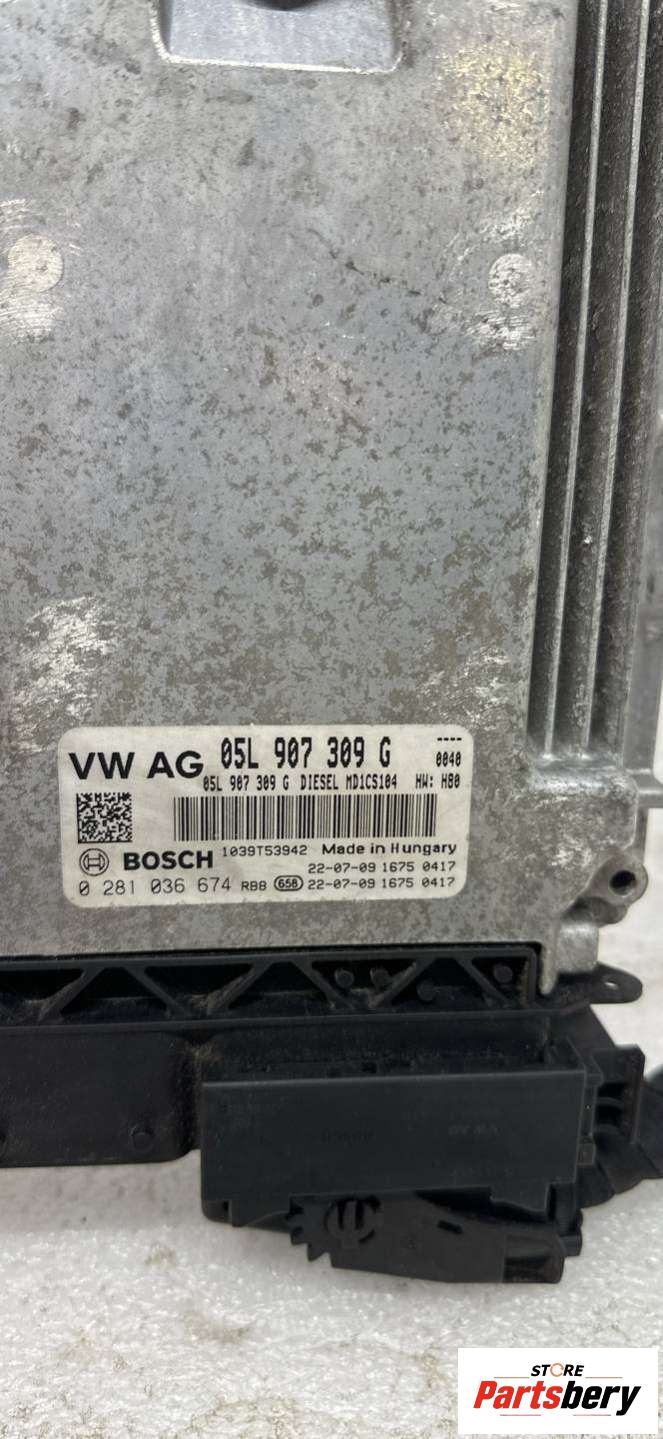 VW AG 05L 907 309 G ----
0040
05L 907 309 G DIESEL MD1CS104 HW: H80
1039T53942 Made in Hungary
BOSCH 22-07-09 1675 0417
0 281 036 674 RBB 658 22-07-09 1675 0417
STORE
Partsbery